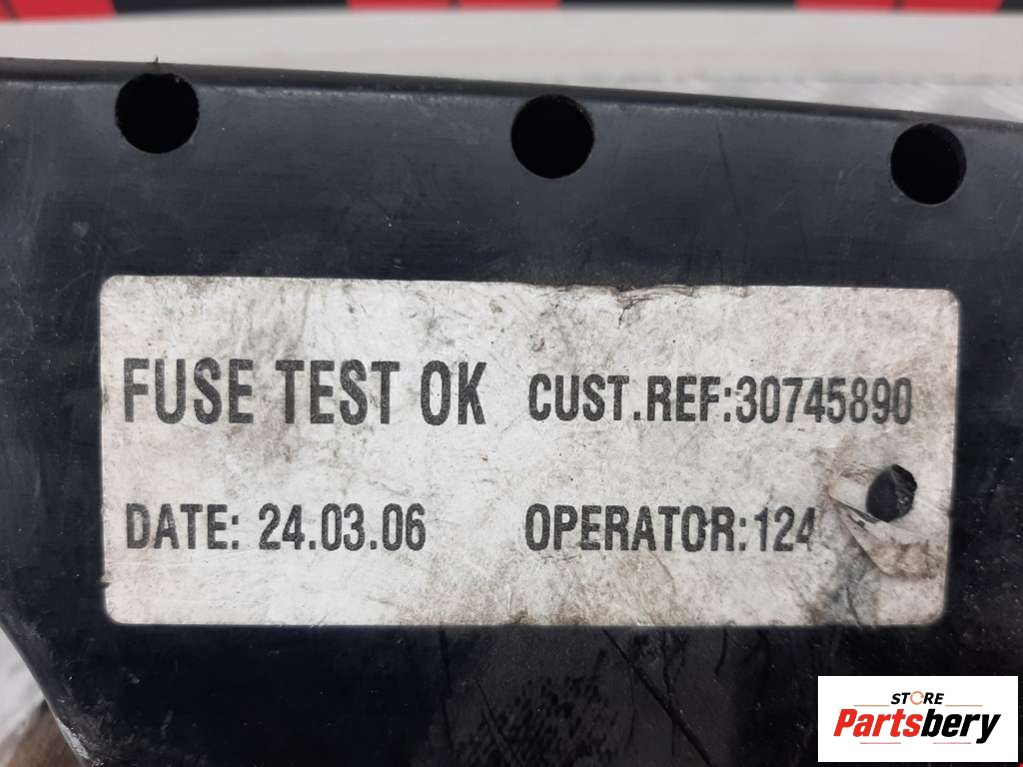 FUSE TEST OK CUST.REF:30745890
DATE: 24.03.06 OPERATOR:124
STORE
Partsbery